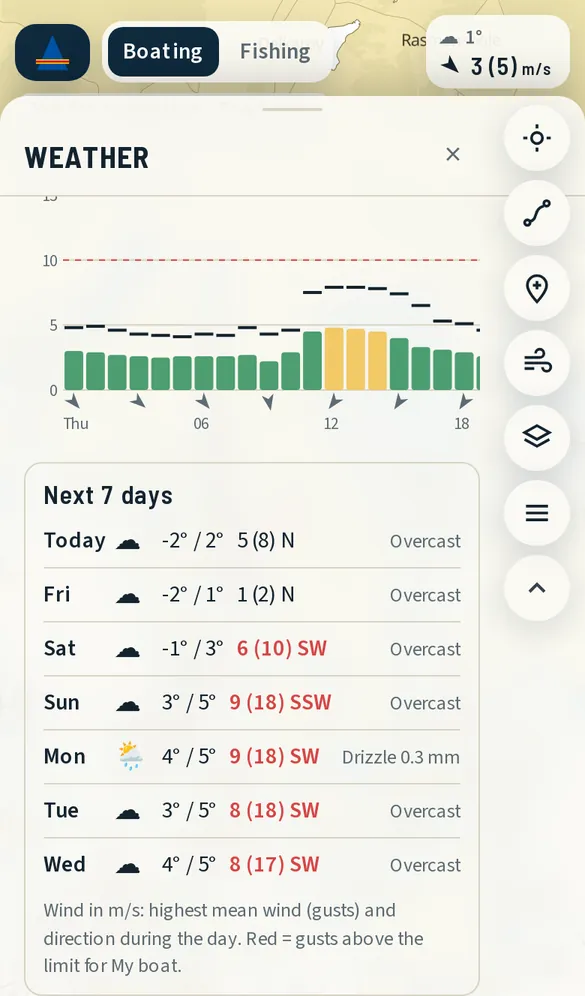 Boating
Fishing
1°
3 (5) m/s
WEATHER
×
15
10
5
0
Thu 06 12 18
Next 7 days
Today -2° / 2° 5 (8) N Overcast
Fri -2° / 1° 1 (2) N Overcast
Sat -1° / 3° 6 (10) SW Overcast
Sun 3° / 5° 9 (18) SSW Overcast
Mon 4° / 5° 9 (18) SW Drizzle 0.3 mm
Tue 3° / 5° 8 (18) SW Overcast
Wed 4° / 5° 8 (17) SW Overcast
Wind in m/s: highest mean wind (gusts) and
direction during the day. Red = gusts above the
limit for My boat.